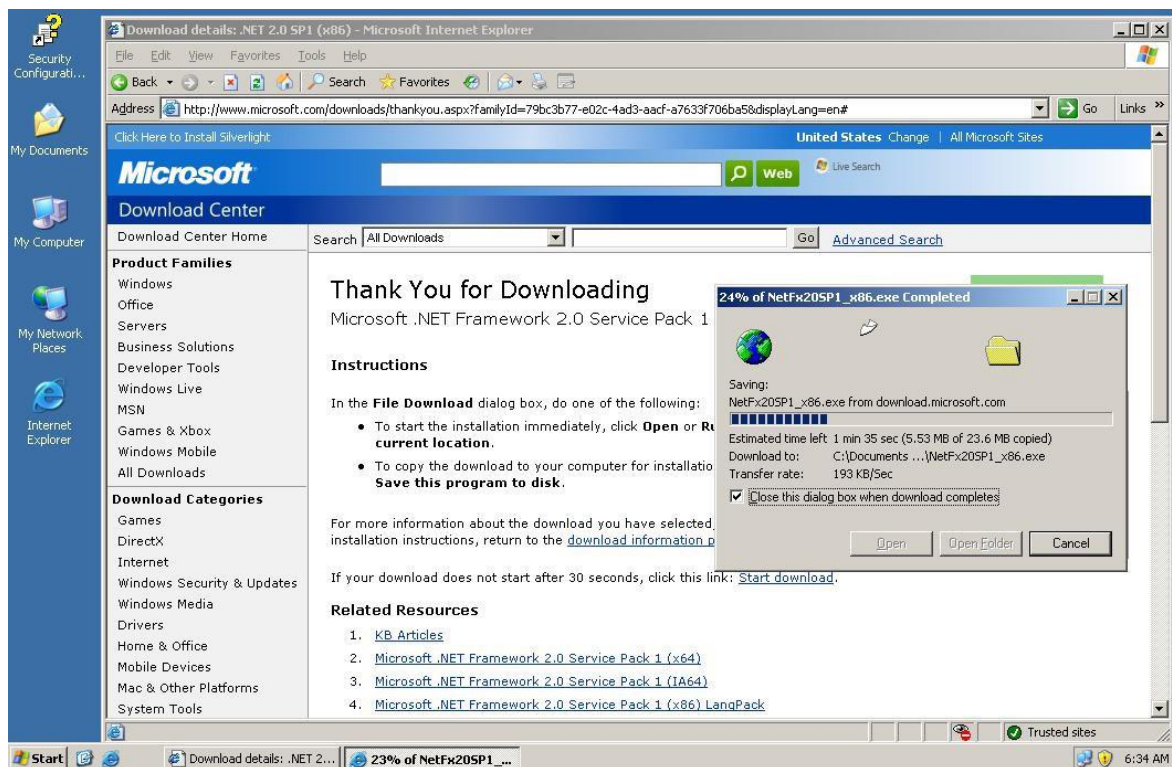 Security
Configurati...
My Documents
My Computer
My Network
Places
Internet
Explorer
Download details: .NET 2.0 SP1 (x86) - Microsoft Internet Explorer
File Edit View Favorites Tools Help
Back Search Favorites
Address http://www.microsoft.com/downloads/thankyou.aspx?familyId=79bc3b77-e02c-4ad3-aacf-a7633f706ba5&displayLang=en# Go Links »
Click Here to Install Silverlight United States Change | All Microsoft Sites
Microsoft Web Live Search
Download Center
Download Center Home
Search All Downloads Go Advanced Search
Product Families
Windows
Office
Servers
Business Solutions
Developer Tools
Windows Live
MSN
Games & Xbox
Windows Mobile
All Downloads
Download Categories
Games
DirectX
Internet
Windows Security & Updates
Windows Media
Drivers
Home & Office
Mobile Devices
Mac & Other Platforms
System Tools
Thank You for Downloading
Microsoft .NET Framework 2.0 Service Pack 1
Instructions
In the File Download dialog box, do one of the following:
• To start the installation immediately, click Open or
current location.
• To copy the download to your computer for
Save this program to disk.
For more information about the download you have selected,
installation instructions, return to the download information
If your download does not start after 30 seconds, click this link: Start download.
Related Resources
1. KB Articles
2. Microsoft .NET Framework 2.0 Service Pack 1 (x64)
3. Microsoft .NET Framework 2.0 Service Pack 1 (IA64)
4. Microsoft .NET Framework 2.0 Service Pack 1 (x86) LangPack
24% of NetFx20SP1_x86.exe Completed
Saving:
NetFx20SP1_x86.exe from download.microsoft.com
Estimated time left 1 min 35 sec (5.53 MB of 23.6 MB copied)
Download to: C:\Documents ...\NetFx20SP1_x86.exe
Transfer rate: 193 KB/Sec
Close this dialog box when download completes
Open Open Folder Cancel
Trusted sites
Start Download details: .NET 2... 23% of NetFx20SP1_... 6:34 AM